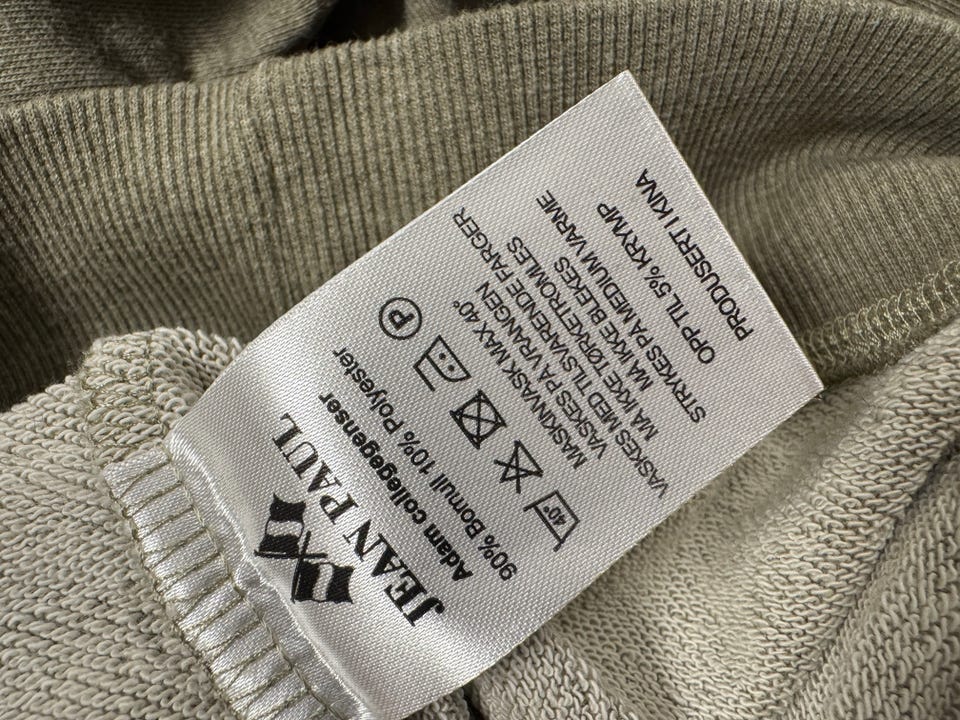 JEAN PAUL
Adam collegegenser
90% Bomull 10% Polyester
40°
P
MASKINVASK MAX 40°
VASKES PÅ VRANGEN
VASKES MED TILSVARENDE FARGER
MÅ IKKE TØRKETROMLES
MÅ IKKE BLEKES
STRYKES PÅ MEDIUM VARME
OPP TIL 5% KRYMP
PRODUSERT I KINA